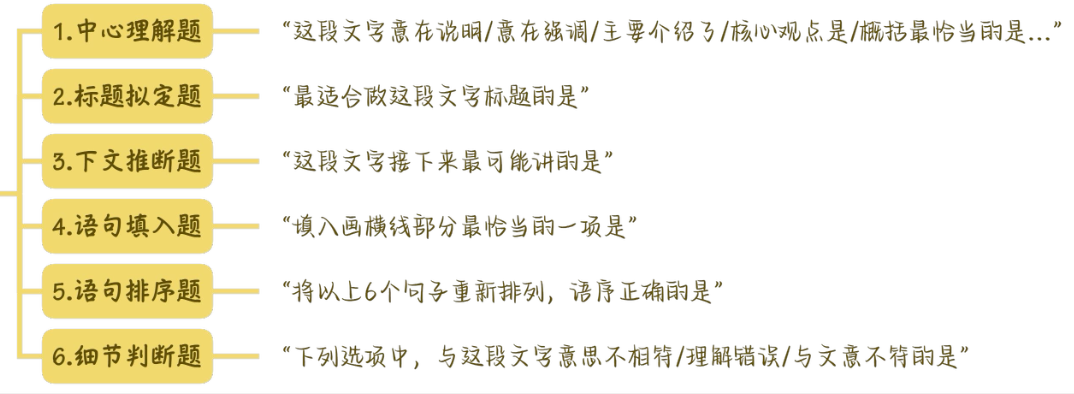 1.中心理解题 “这段文字意在说明/意在强调/主要介绍了/核心观点是/概括最恰当的是...”
2.标题拟定题 “最适合做这段文字标题的是”
3.下文推断题 “这段文字接下来最可能讲的是”
4.语句填入题 “填入画横线部分最恰当的一项是”
5.语句排序题 “将以上6个句子重新排列，语序正确的是”
6.细节判断题 “下列选项中，与这段文字意思不相符/理解错误/与文意不符的是”